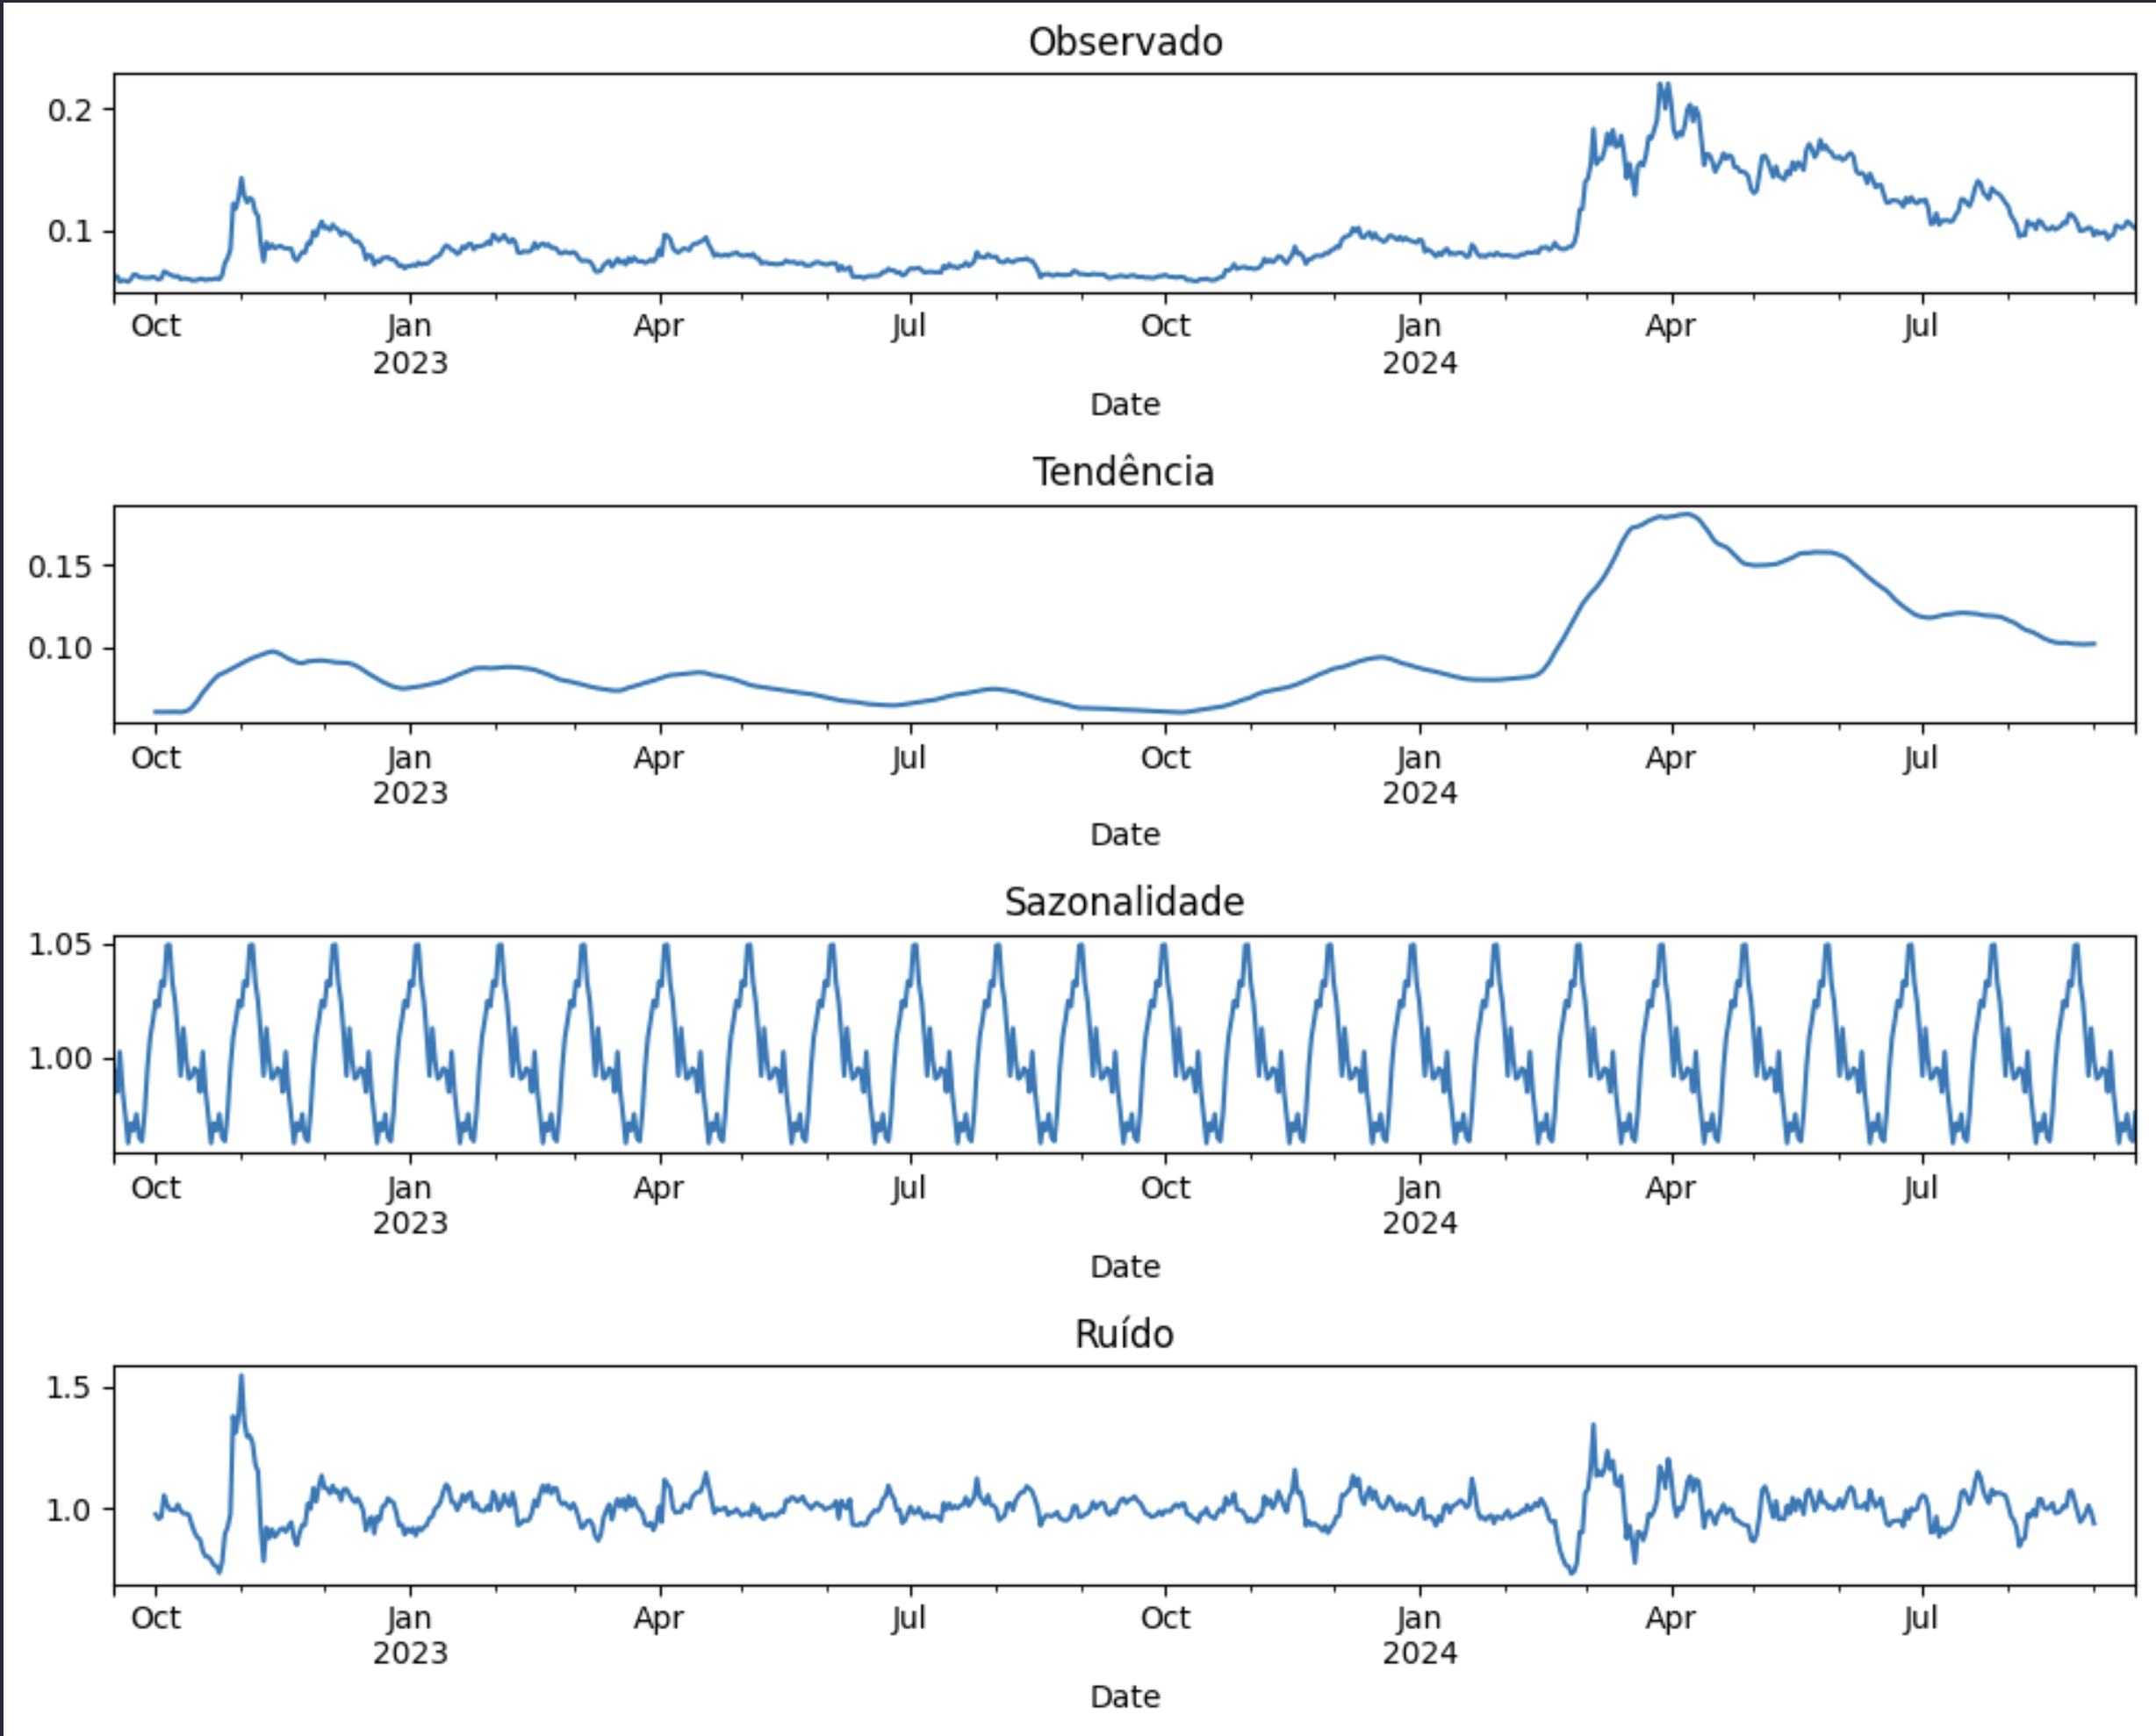 Observado
0.2
0.1
Oct Jan Apr Jul Oct Jan Apr Jul
2023 2024
Date
Tendência
0.15
0.10
Oct Jan Apr Jul Oct Jan Apr Jul
2023 2024
Date
Sazonalidade
1.05
1.00
Oct Jan Apr Jul Oct Jan Apr Jul
2023 2024
Date
Ruído
1.5
1.0
Oct Jan Apr Jul Oct Jan Apr Jul
2023 2024
Date